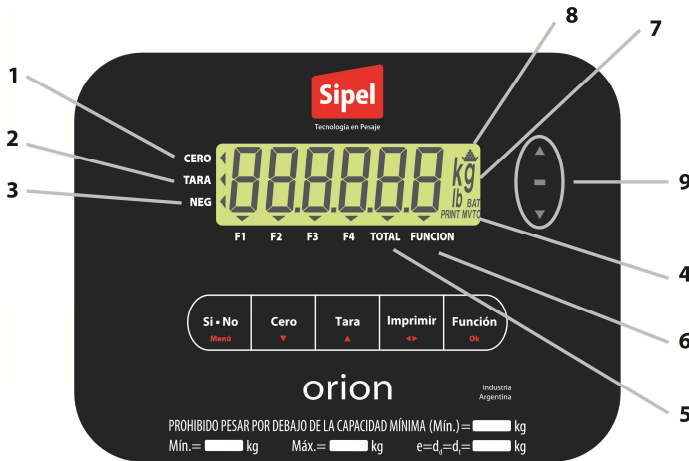 8
7
1
Sipel
Tecnología en Pesaje
2
CERO
888888
kg
TARA
9
3
NEG
lb BAT
PRINT MVTO
F1 F2 F3 F4 TOTAL FUNCION
4
Si • No Cero Tara Imprimir Función
Menú ▼ ▲ ◄► Ok
6
orion
Industria
Argentina
5
PROHIBIDO PESAR POR DEBAJO DE LA CAPACIDAD MÍNIMA (Mín.)= kg
Mín.= kg Máx.= kg e=dd=dt= kg